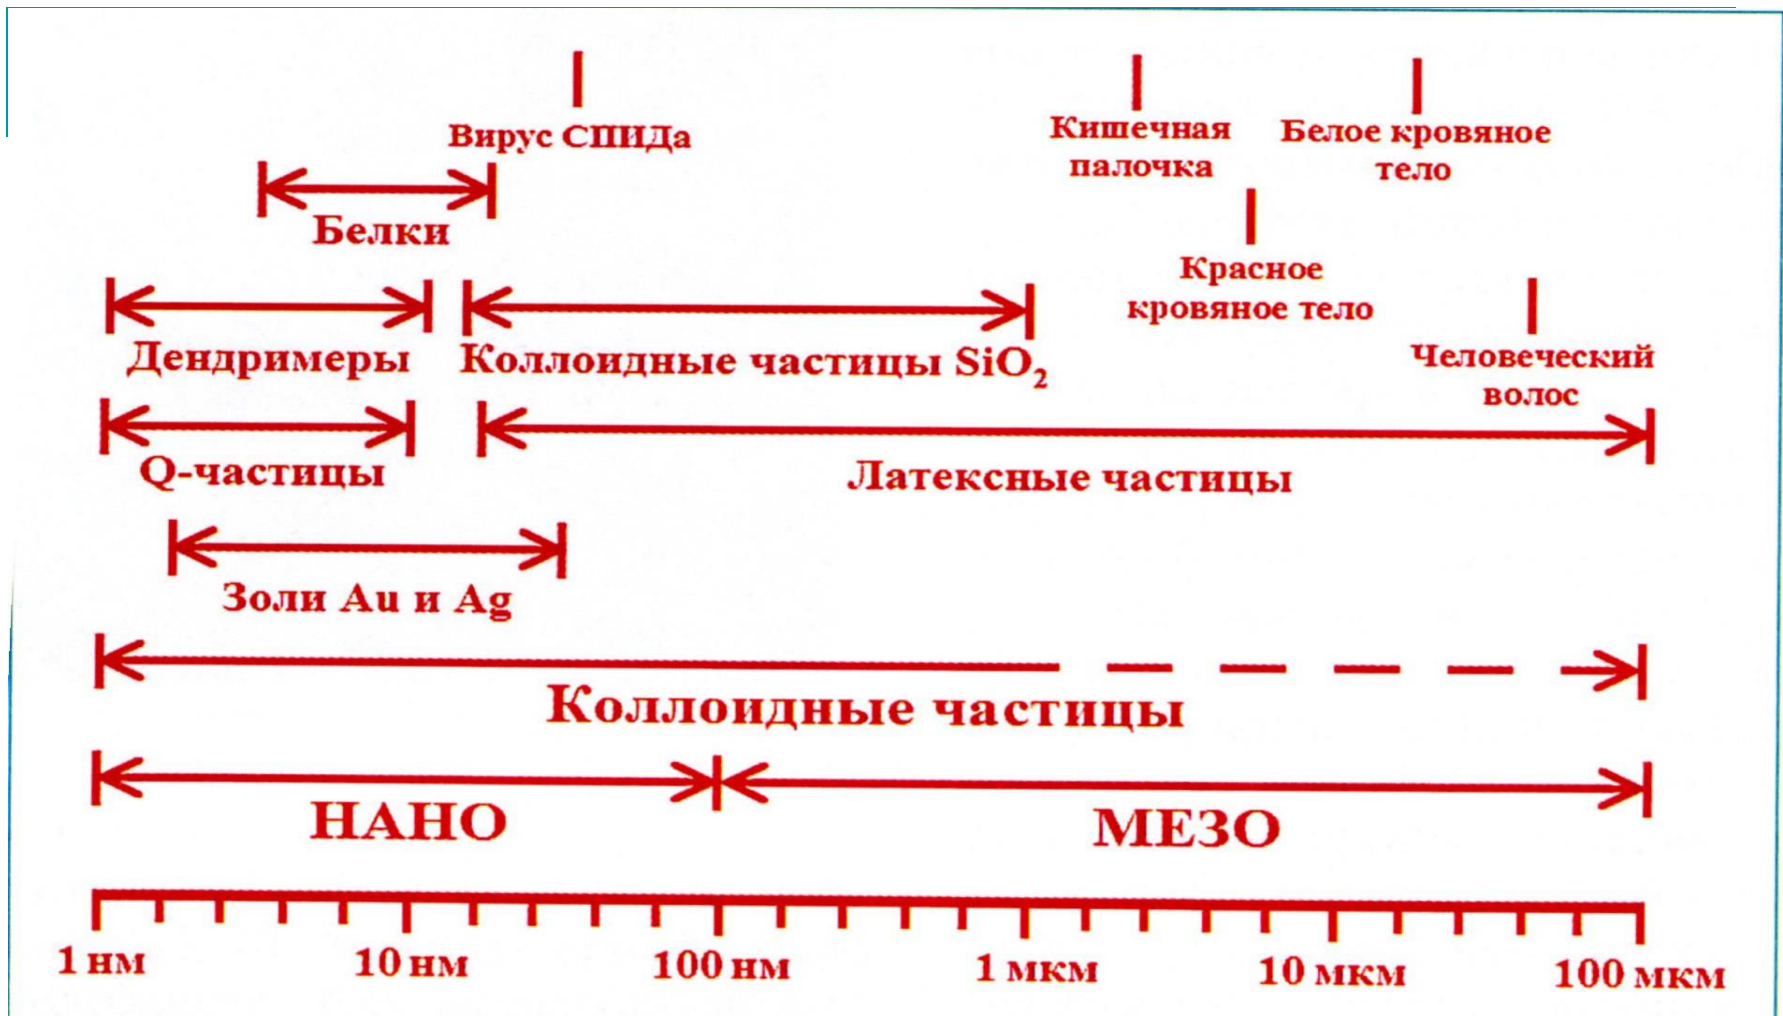 Вирус СПИДа
Кишечная
палочка
Белое кровяное
тело
Белки
Красное
кровяное тело
Дендримеры
Коллоидные частицы SiO₂
Человеческий
волос
Q-частицы
Латексные частицы
Золи Au и Ag
Коллоидные частицы
НАНО
МЕЗО
1 нм
10 нм
100 нм
1 мкм
10 мкм
100 мкм